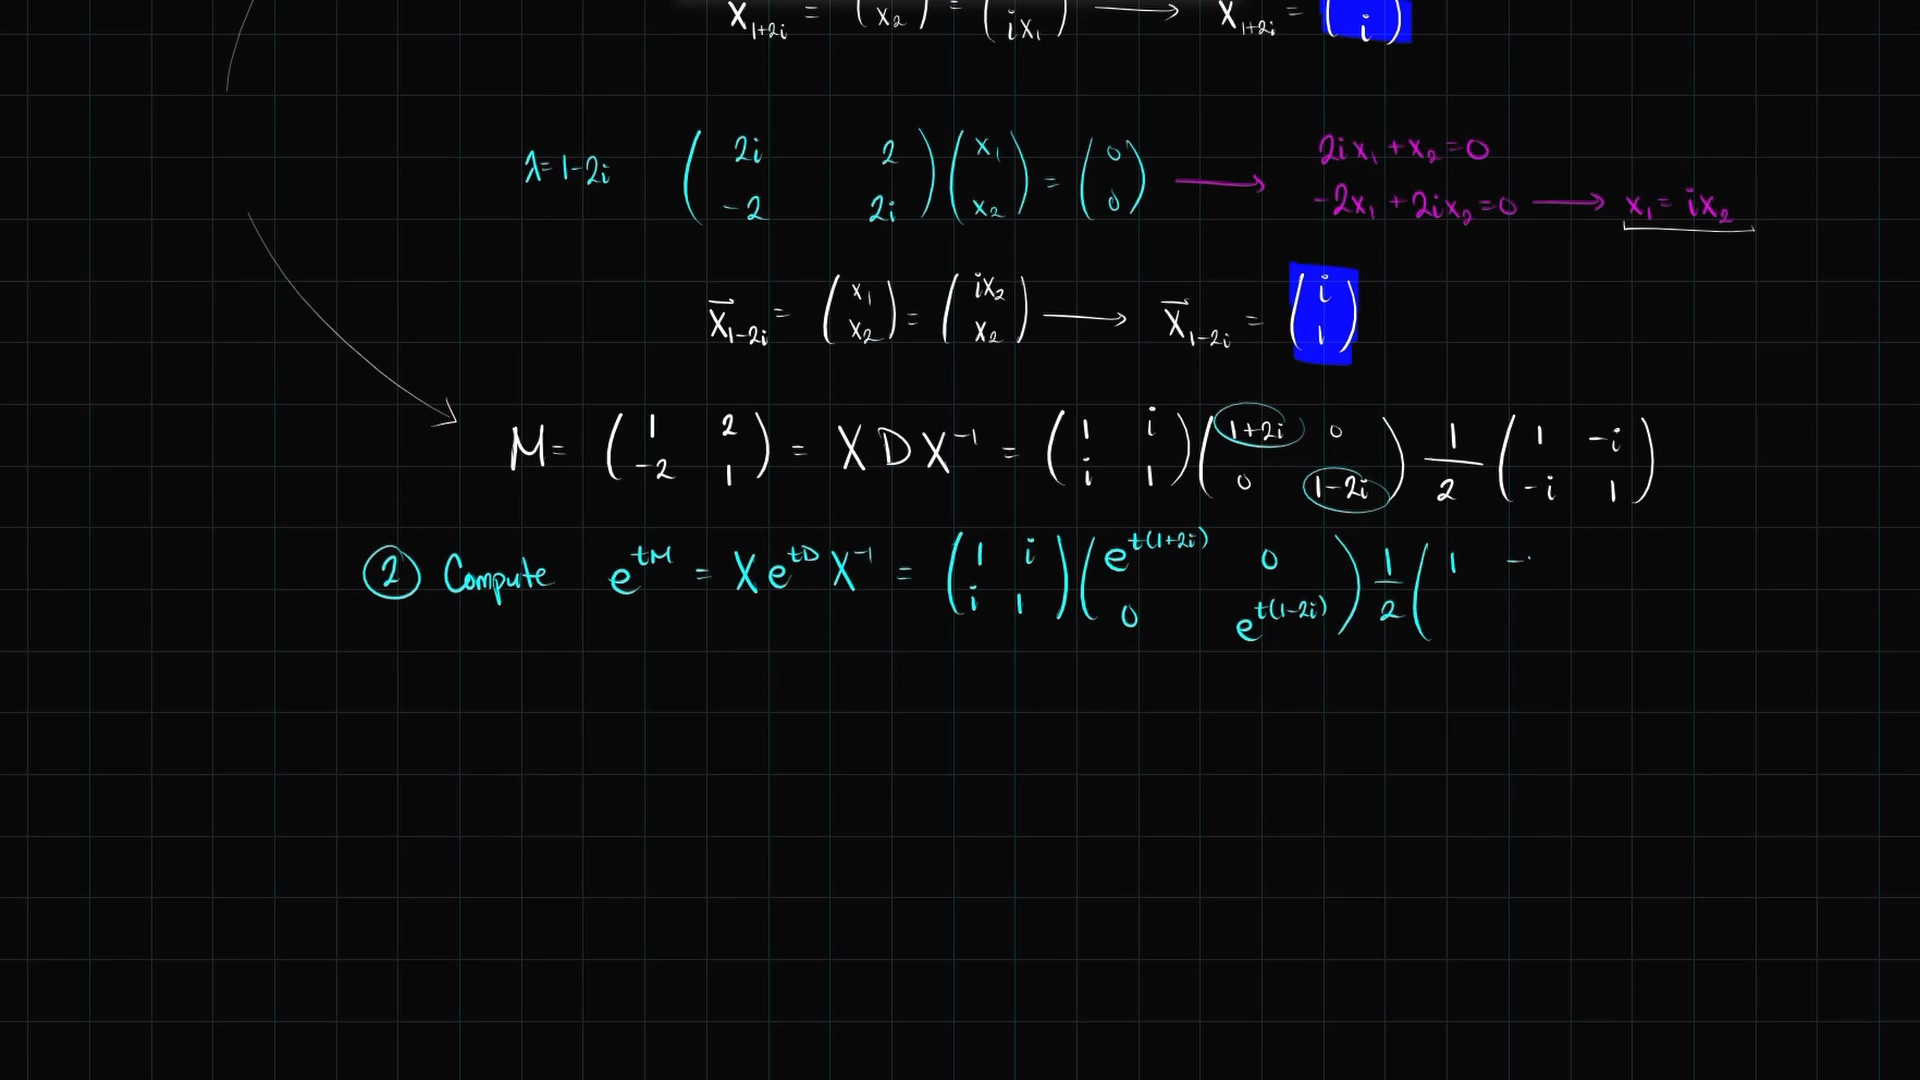 X_{1+2i} = ( x_2 ) = ( ix_1 ) ⟶ X_{1+2i} = ( i )
λ=1-2i ( 2i 2 ; -2 2i )( x_1 ; x_2 ) = ( 0 ; 0 ) ⟶ 2ix_1 + x_2 = 0
-2x_1 + 2ix_2 = 0 ⟶ x_1 = ix_2
X⃗_{1-2i} = ( x_1 ; x_2 ) = ( ix_2 ; x_2 ) ⟶ X⃗_{1-2i} = ( i ; 1 )
M = ( 1 2 ; -2 1 ) = X D X^{-1} = ( 1 i ; i 1 )( 1+2i 0 ; 0 1-2i ) 1/2 ( 1 -i ; -i 1 )
② Compute e^{tM} = X e^{tD} X^{-1} = ( 1 i ; i 1 )( e^{t(1+2i)} 0 ; 0 e^{t(1-2i)} ) 1/2 ( 1 -